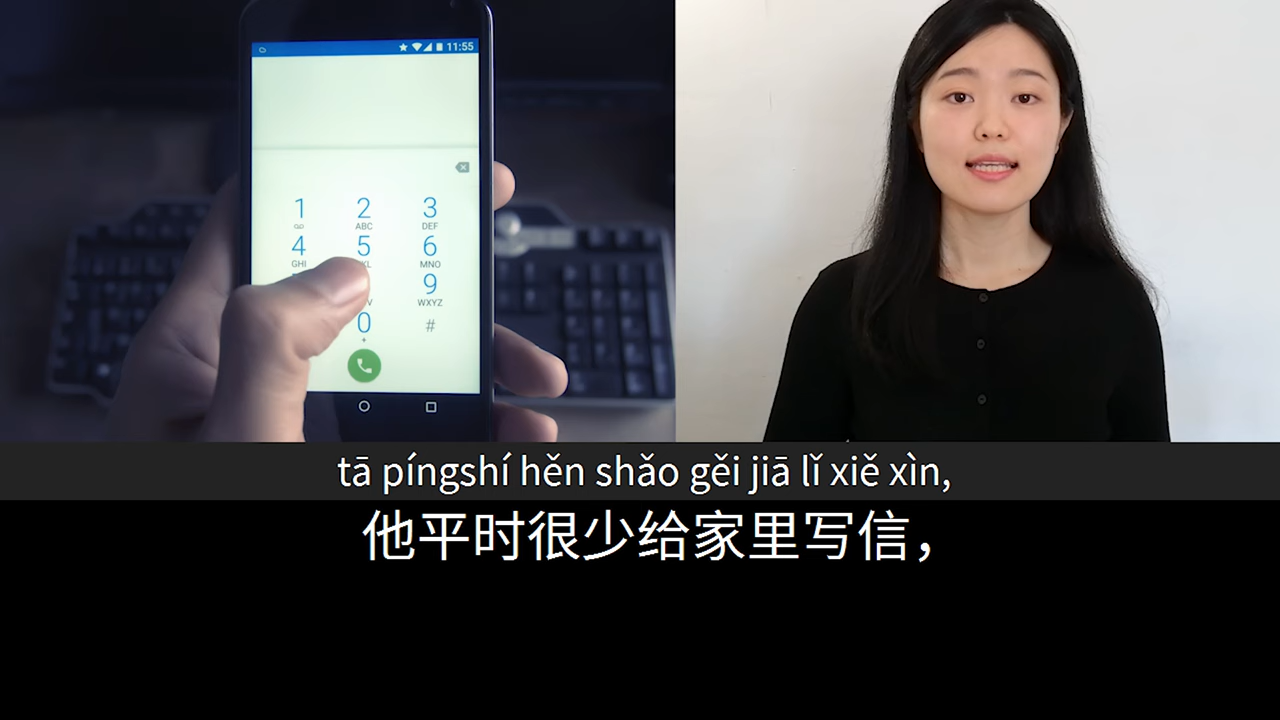 11:55
1 2 3
ABC DEF
4 5 6
GHI MNO
9
WXYZ
0 #
+
tā píngshí hěn shǎo gěi jiā lǐ xiě xìn,
他平时很少给家里写信，